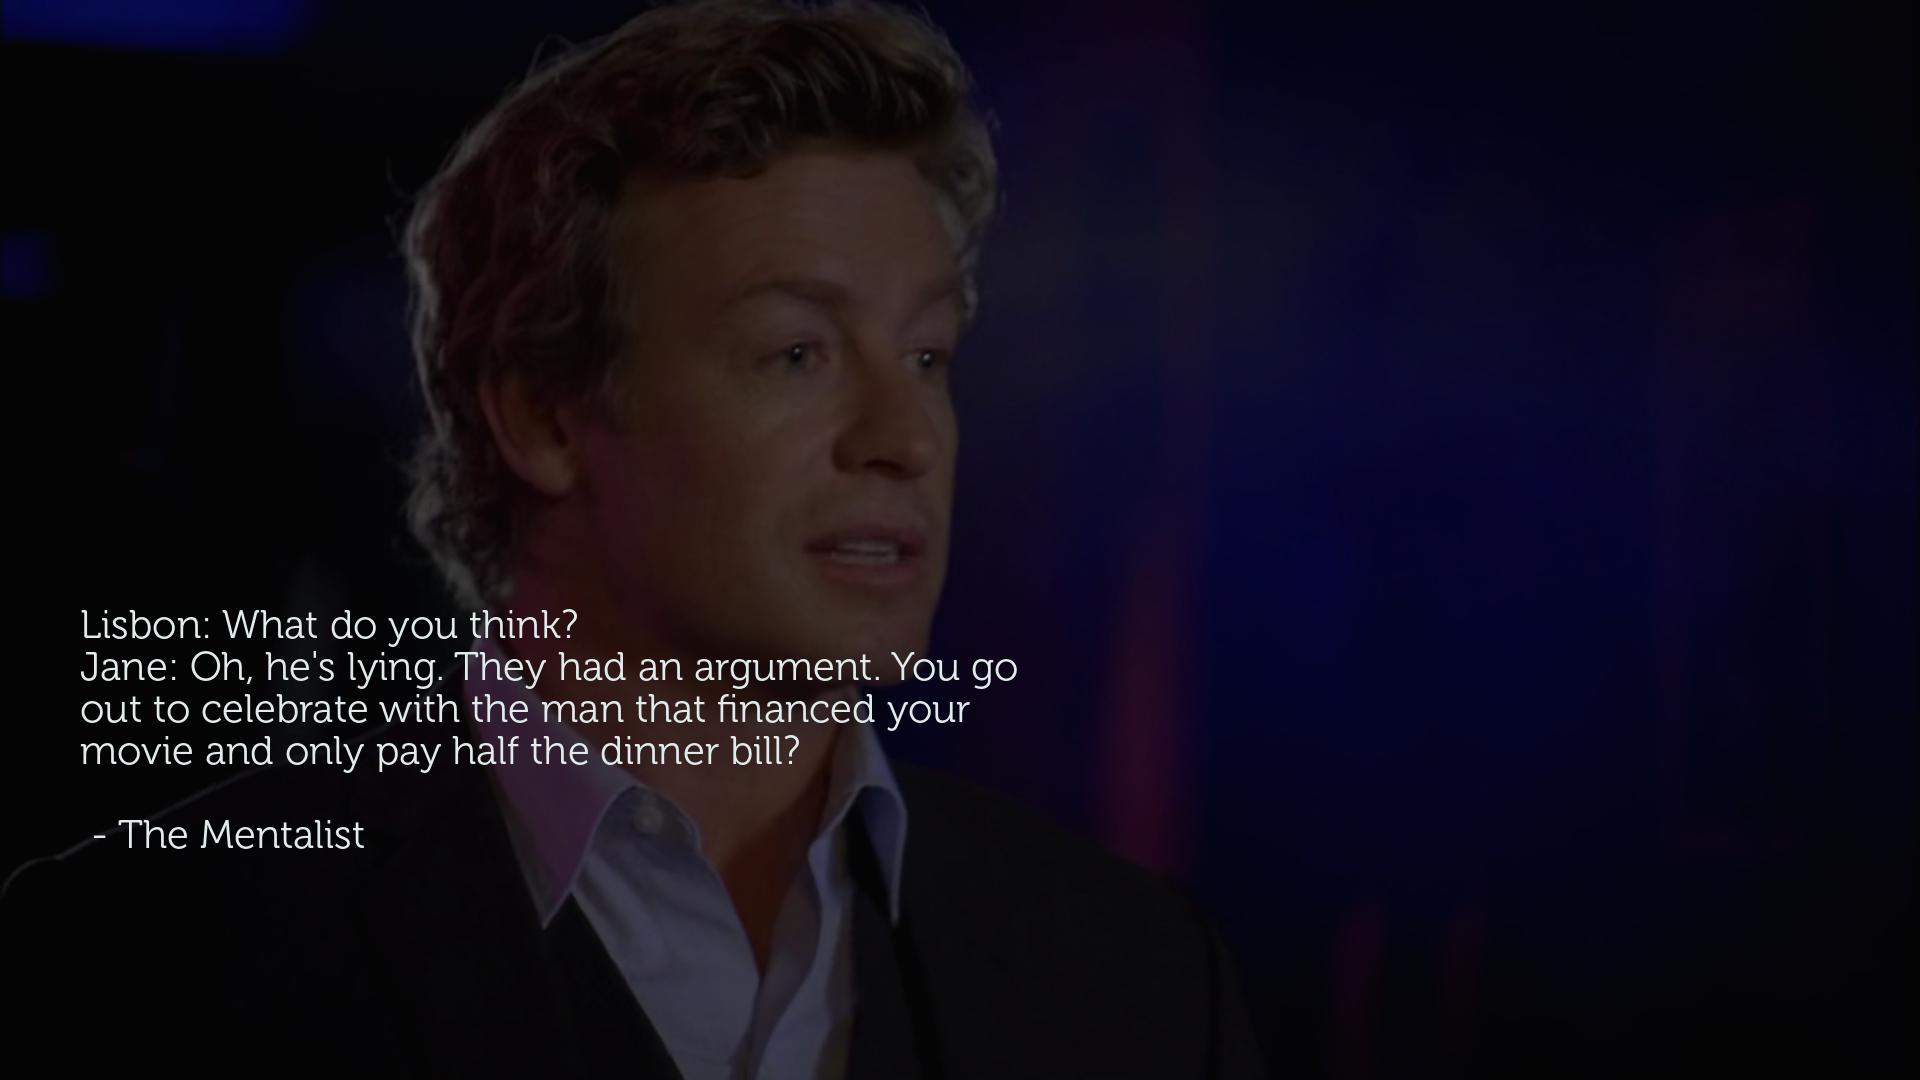 Lisbon: What do you think?
Jane: Oh, he's lying. They had an argument. You go
out to celebrate with the man that financed your
movie and only pay half the dinner bill?
- The Mentalist